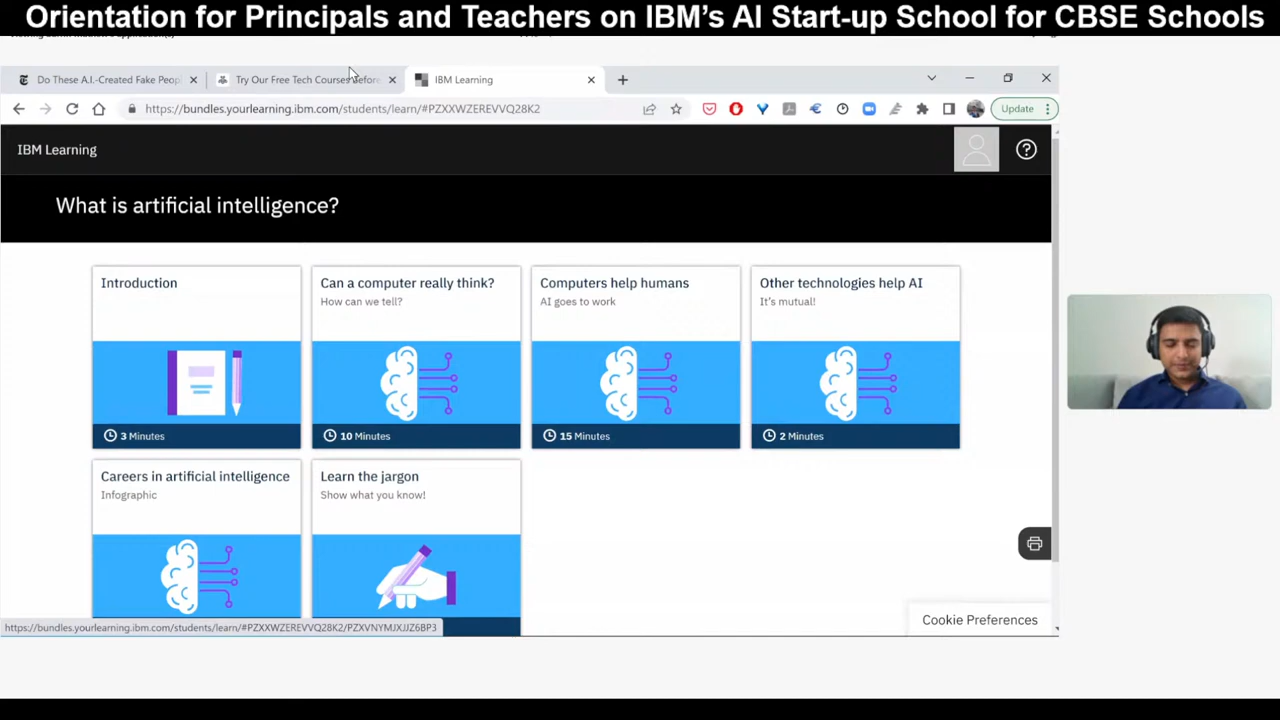 Orientation for Principals and Teachers on IBM's AI Start-up School for CBSE Schools
Do These A.I.-Created Fake Peop
Try Our Free Tech Courses Before
IBM Learning
https://bundles.yourlearning.ibm.com/students/learn/#PZXXWZEREVVQ28K2
Update
IBM Learning
What is artificial intelligence?
Introduction
3 Minutes
Can a computer really think?
How can we tell?
10 Minutes
Computers help humans
AI goes to work
15 Minutes
Other technologies help AI
It's mutual!
2 Minutes
Careers in artificial intelligence
Infographic
Learn the jargon
Show what you know!
Cookie Preferences
https://bundles.yourlearning.ibm.com/students/learn/#PZXXWZEREVVQ28K2/PZXVNYMJXJJZ6BP3